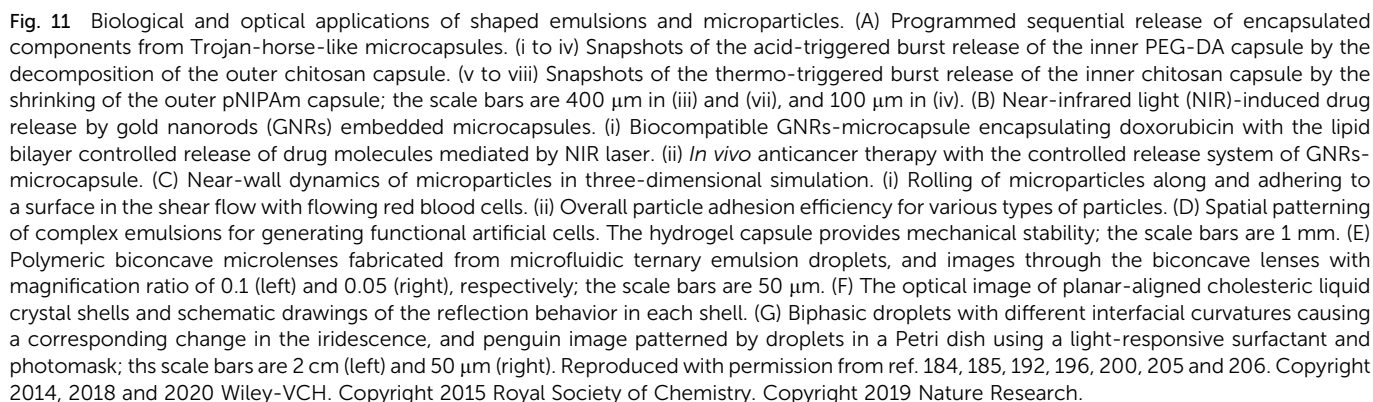 Fig. 11 Biological and optical applications of shaped emulsions and microparticles. (A) Programmed sequential release of encapsulated
components from Trojan-horse-like microcapsules. (i to iv) Snapshots of the acid-triggered burst release of the inner PEG-DA capsule by the
decomposition of the outer chitosan capsule. (v to viii) Snapshots of the thermo-triggered burst release of the inner chitosan capsule by the
shrinking of the outer pNIPAm capsule; the scale bars are 400 μm in (iii) and (vii), and 100 μm in (iv). (B) Near-infrared light (NIR)-induced drug
release by gold nanorods (GNRs) embedded microcapsules. (i) Biocompatible GNRs-microcapsule encapsulating doxorubicin with the lipid
bilayer controlled release of drug molecules mediated by NIR laser. (ii) In vivo anticancer therapy with the controlled release system of GNRs-
microcapsule. (C) Near-wall dynamics of microparticles in three-dimensional simulation. (i) Rolling of microparticles along and adhering to
a surface in the shear flow with flowing red blood cells. (ii) Overall particle adhesion efficiency for various types of particles. (D) Spatial patterning
of complex emulsions for generating functional artificial cells. The hydrogel capsule provides mechanical stability; the scale bars are 1 mm. (E)
Polymeric biconcave microlenses fabricated from microfluidic ternary emulsion droplets, and images through the biconcave lenses with
magnification ratio of 0.1 (left) and 0.05 (right), respectively; the scale bars are 50 μm. (F) The optical image of planar-aligned cholesteric liquid
crystal shells and schematic drawings of the reflection behavior in each shell. (G) Biphasic droplets with different interfacial curvatures causing
a corresponding change in the iridescence, and penguin image patterned by droplets in a Petri dish using a light-responsive surfactant and
photomask; ths scale bars are 2 cm (left) and 50 μm (right). Reproduced with permission from ref. 184, 185, 192, 196, 200, 205 and 206. Copyright
2014, 2018 and 2020 Wiley-VCH. Copyright 2015 Royal Society of Chemistry. Copyright 2019 Nature Research.